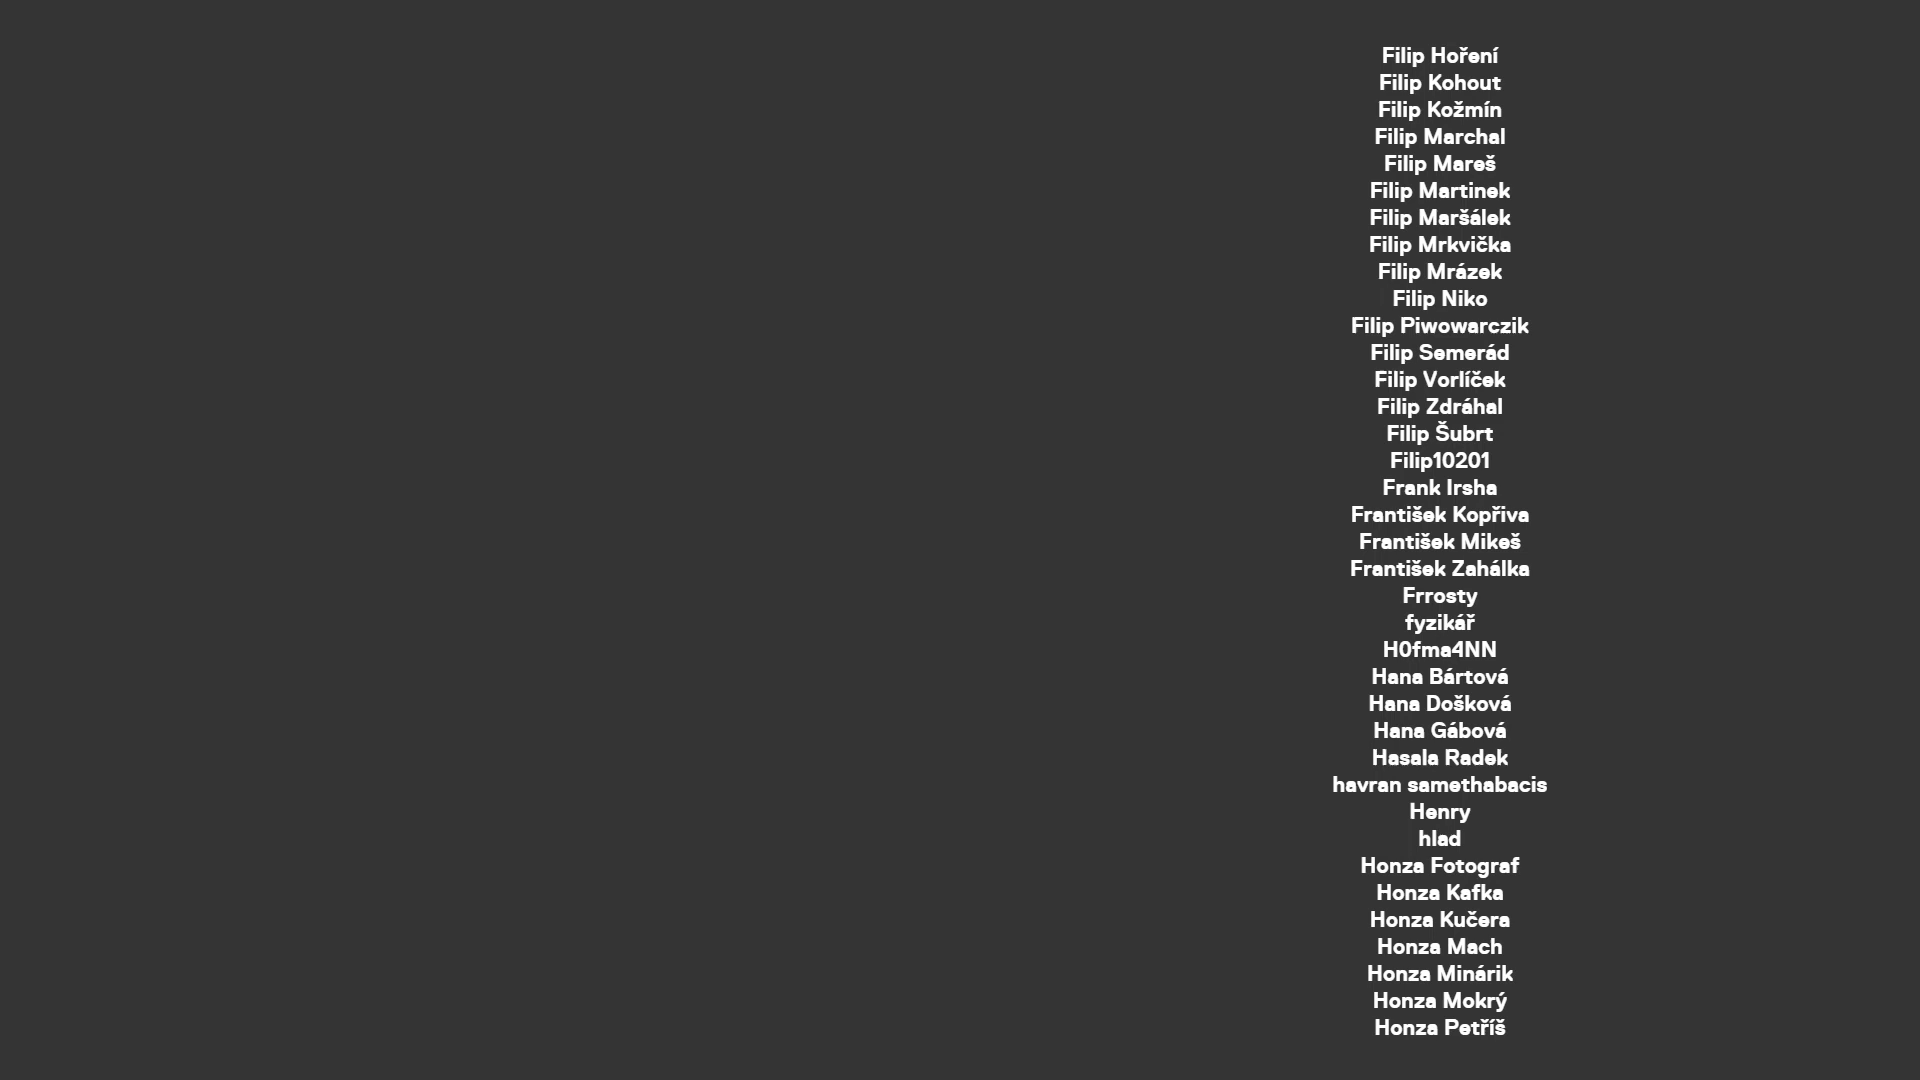 Filip Hoření
Filip Kohout
Filip Kožmín
Filip Marchal
Filip Mareš
Filip Martinek
Filip Maršálek
Filip Mrkvička
Filip Mrázek
Filip Niko
Filip Piwowarczik
Filip Semerád
Filip Vorlíček
Filip Zdráhal
Filip Šubrt
Filip10201
Frank Irsha
František Kopřiva
František Mikeš
František Zahálka
Frrosty
fyzikář
H0fma4NN
Hana Bártová
Hana Došková
Hana Gábová
Hasala Radek
havran samethabacis
Henry
hlad
Honza Fotograf
Honza Kafka
Honza Kučera
Honza Mach
Honza Minárik
Honza Mokrý
Honza Petříš